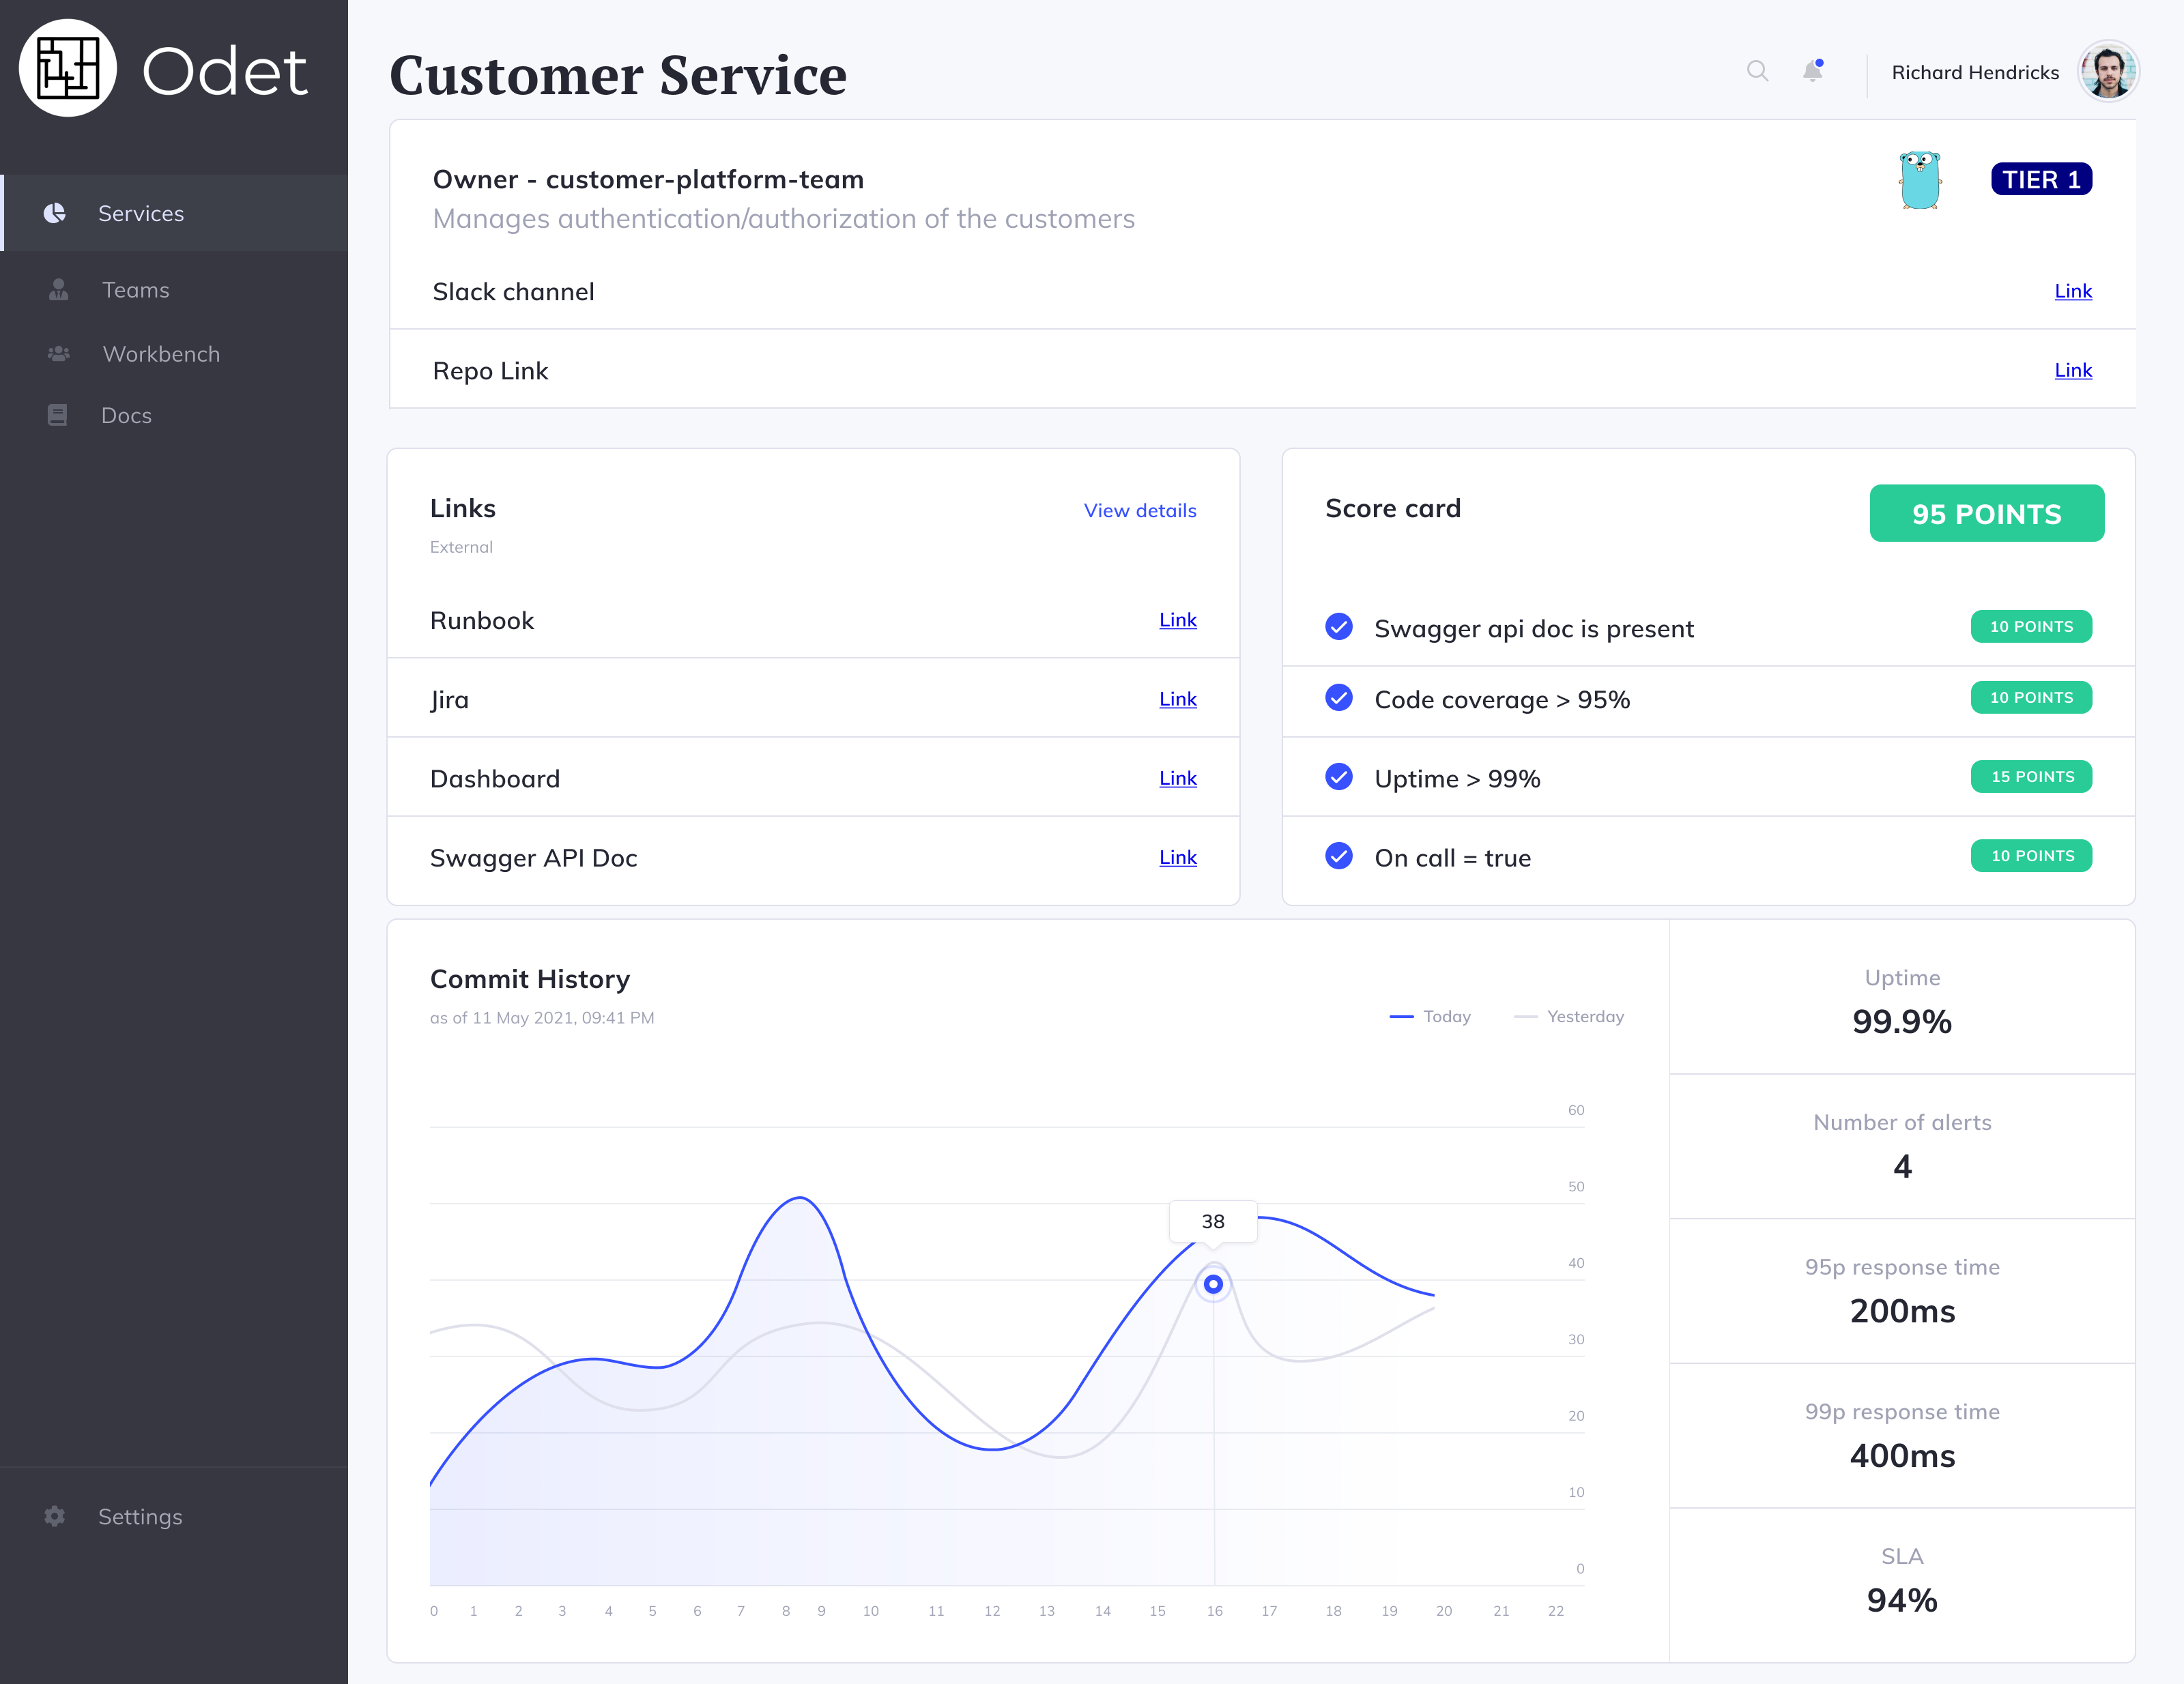 Odet
Services
Teams
Workbench
Docs
Settings
Customer Service
Richard Hendricks
Owner - customer-platform-team
TIER 1
Manages authentication/authorization of the customers
Slack channel Link
Repo Link Link
Links View details
External
Runbook Link
Jira Link
Dashboard Link
Swagger API Doc Link
Score card 95 POINTS
Swagger api doc is present 10 POINTS
Code coverage > 95% 10 POINTS
Uptime > 99% 15 POINTS
On call = true 10 POINTS
Commit History
as of 11 May 2021, 09:41 PM
Today Yesterday
60
50
38
40
30
20
10
0
0 1 2 3 4 5 6 7 8 9 10 11 12 13 14 15 16 17 18 19 20 21 22
Uptime
99.9%
Number of alerts
4
95p response time
200ms
99p response time
400ms
SLA
94%